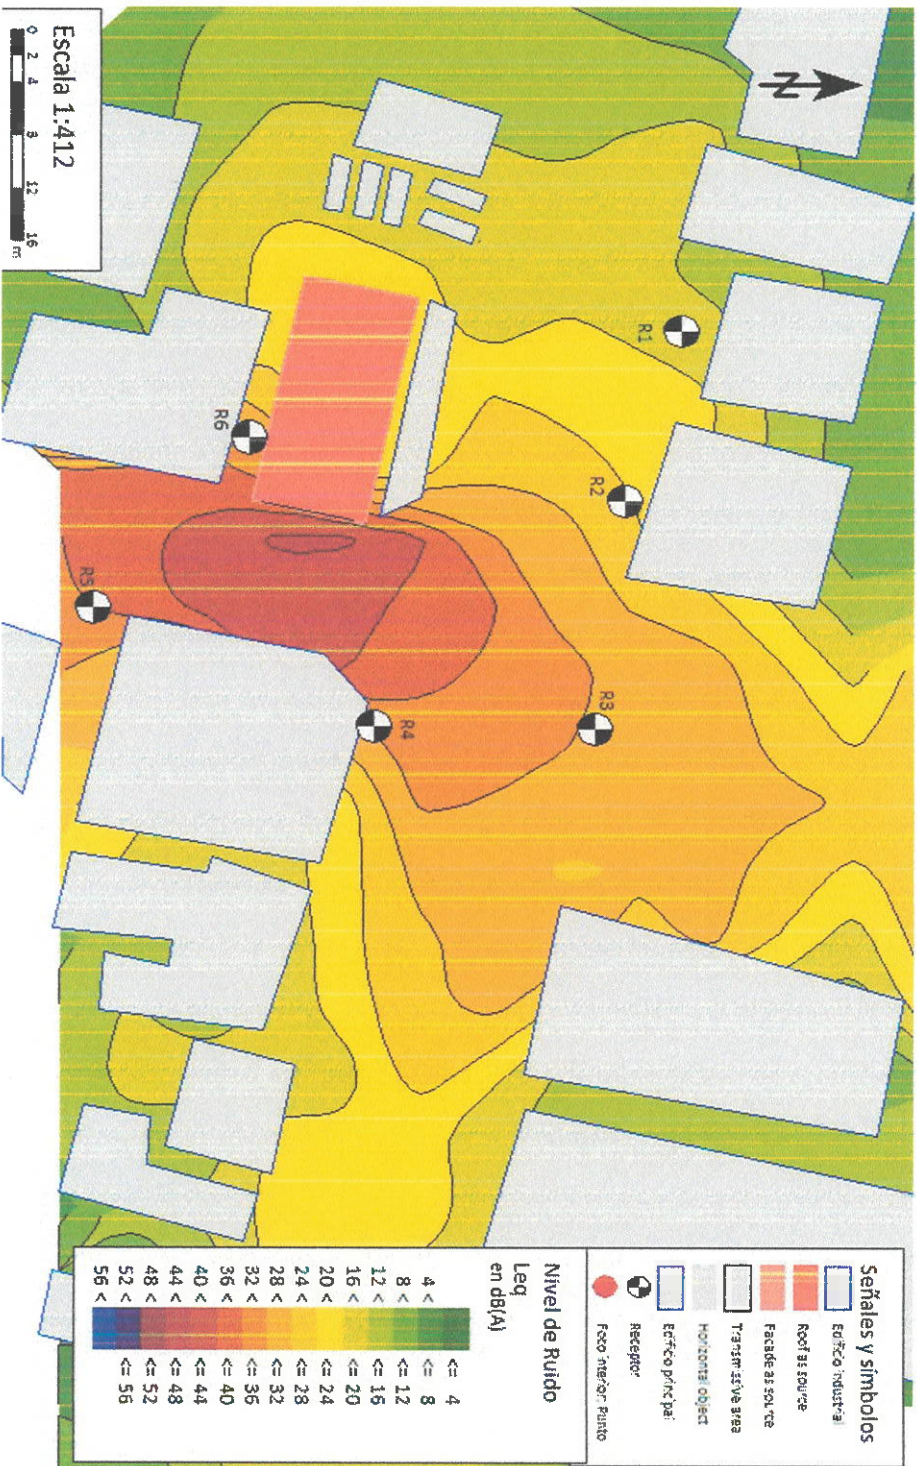 Escala 1:412
0 2 4 8 12 16
m
N
R1
R2
R3
R4
R5
R6
Señales y símbolos
Edificio industrial
Roof as source
Facade as source
Transmissive area
Horizontal object
Edificio principal
Receptor
Foco interior: Punto
Nivel de Ruido
Leq
en dB(A)
<= 4
4 < <= 8
8 < <= 12
12 < <= 16
16 < <= 20
20 < <= 24
24 < <= 28
28 < <= 32
32 < <= 36
36 < <= 40
40 < <= 44
44 < <= 48
48 < <= 52
52 < <= 56
56 <